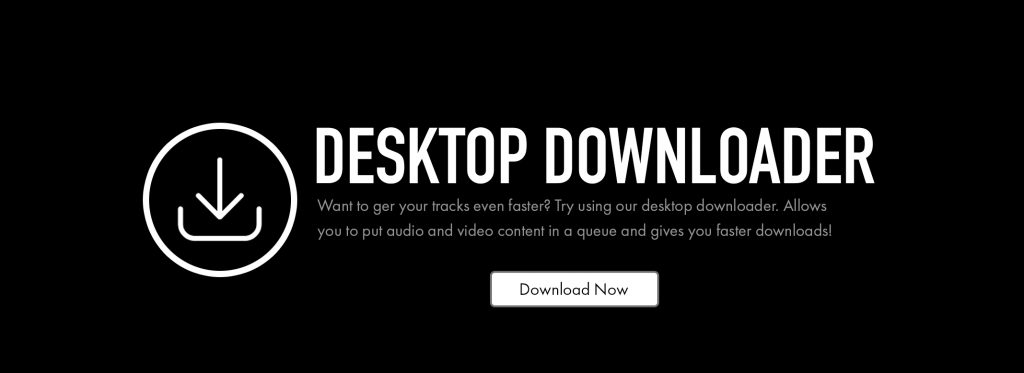 DESKTOP DOWNLOADER
Want to ger your tracks even faster? Try using our desktop downloader. Allows
you to put audio and video content in a queue and gives you faster downloads!
Download Now